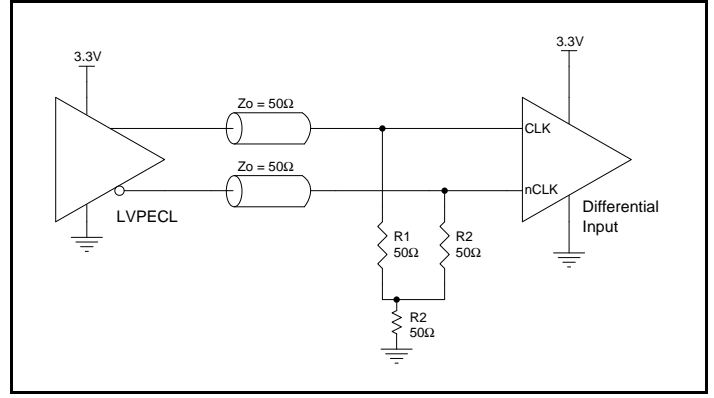 3.3V
3.3V
Zo = 50Ω
CLK
Zo = 50Ω
nCLK
LVPECL
Differential
Input
R1
50Ω
R2
50Ω
R2
50Ω